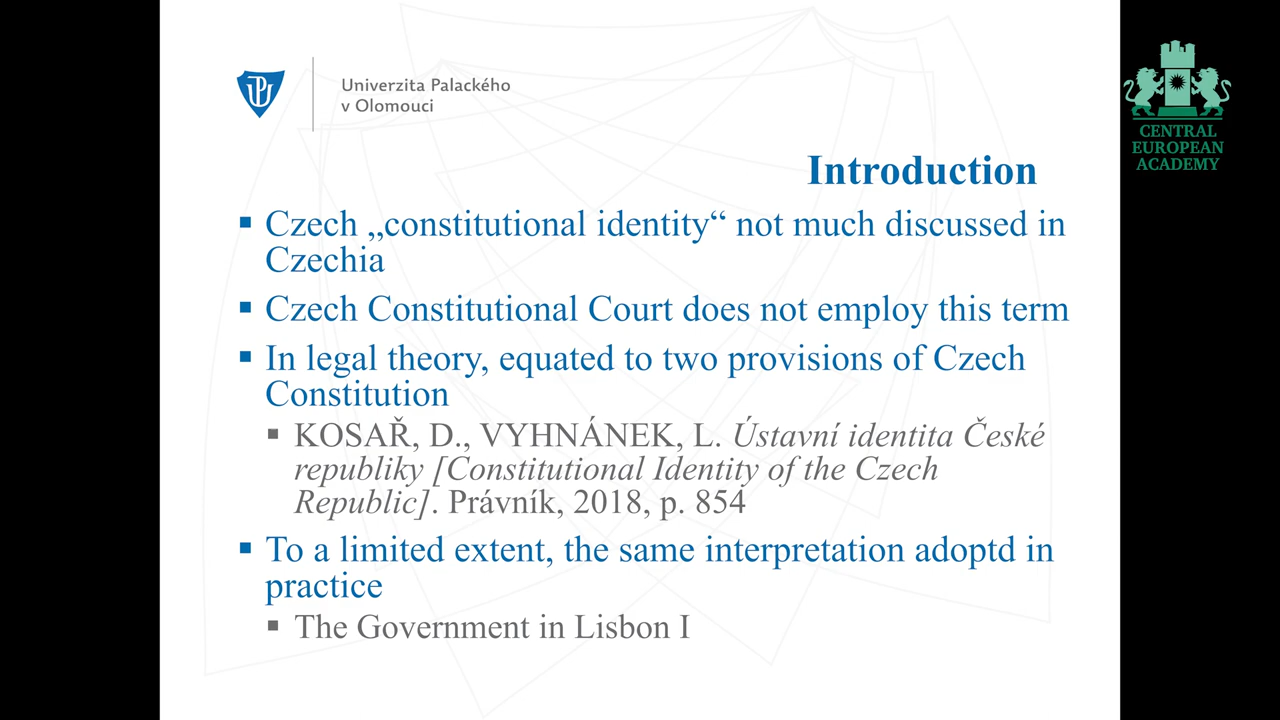 Univerzita Palackého
v Olomouci
CENTRAL
EUROPEAN
ACADEMY
Introduction
▪ Czech „constitutional identity“ not much discussed in
Czechia
▪ Czech Constitutional Court does not employ this term
▪ In legal theory, equated to two provisions of Czech
Constitution
▪ KOSAŘ, D., VYHNÁNEK, L. Ústavní identita České
republiky [Constitutional Identity of the Czech
Republic]. Právník, 2018, p. 854
▪ To a limited extent, the same interpretation adoptd in
practice
▪ The Government in Lisbon I